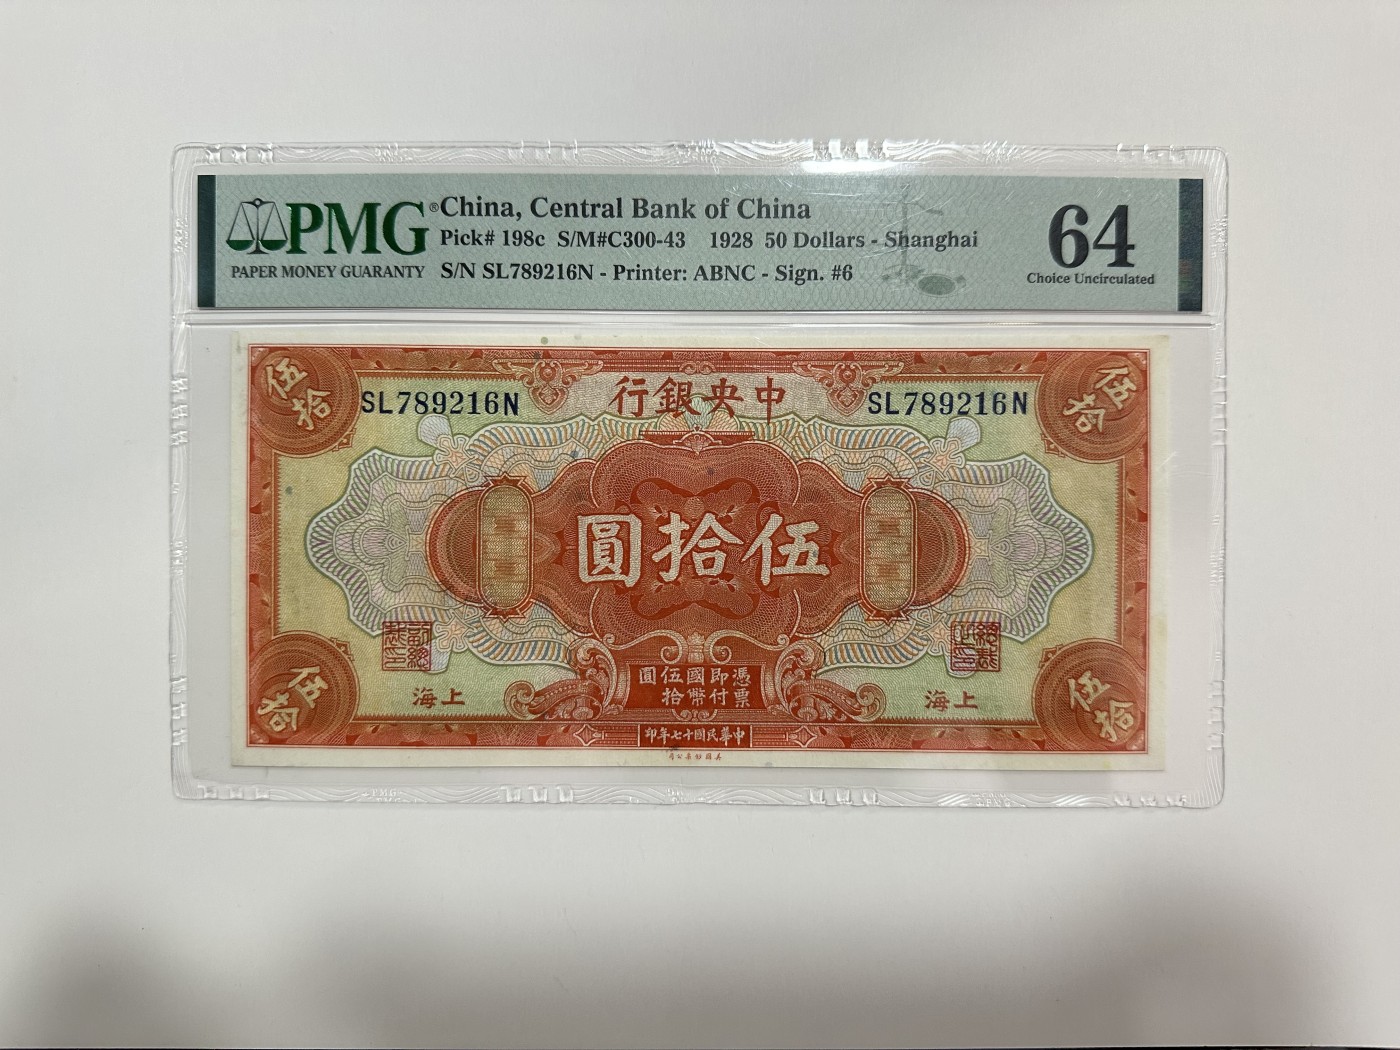 PMG®
PAPER MONEY GUARANTY
China, Central Bank of China
Pick# 198c S/M#C300-43 1928 50 Dollars - Shanghai
S/N SL789216N - Printer: ABNC - Sign. #6
64
Choice Uncirculated
伍拾
伍拾
SL789216N
行銀央中
SL789216N
圓拾伍
海上
海上
憑票
即付
國幣
伍拾
圓
印年七十國民華中
伍拾
伍拾
PMG
PMG